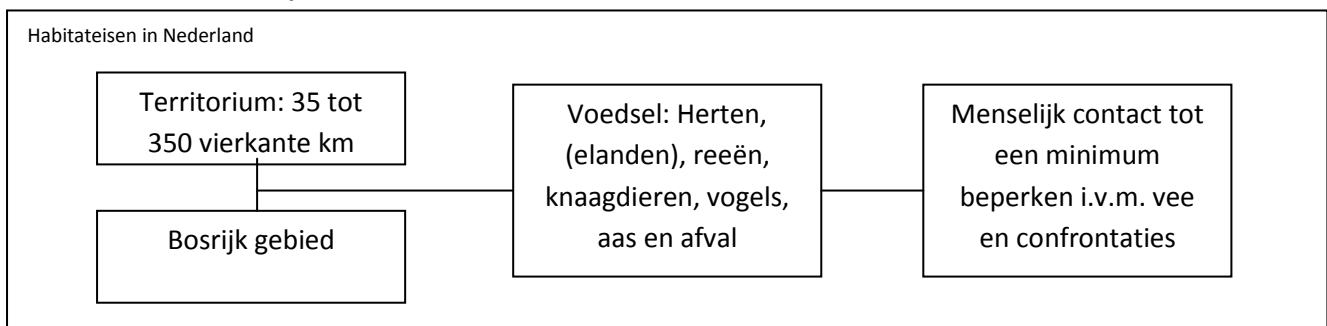 Habitateisen in Nederland
Territorium: 35 tot
350 vierkante km
Bosrijk gebied
Voedsel: Herten,
(elanden), reeën,
knaagdieren, vogels,
aas en afval
Menselijk contact tot
een minimum
beperken i.v.m. vee
en confrontaties